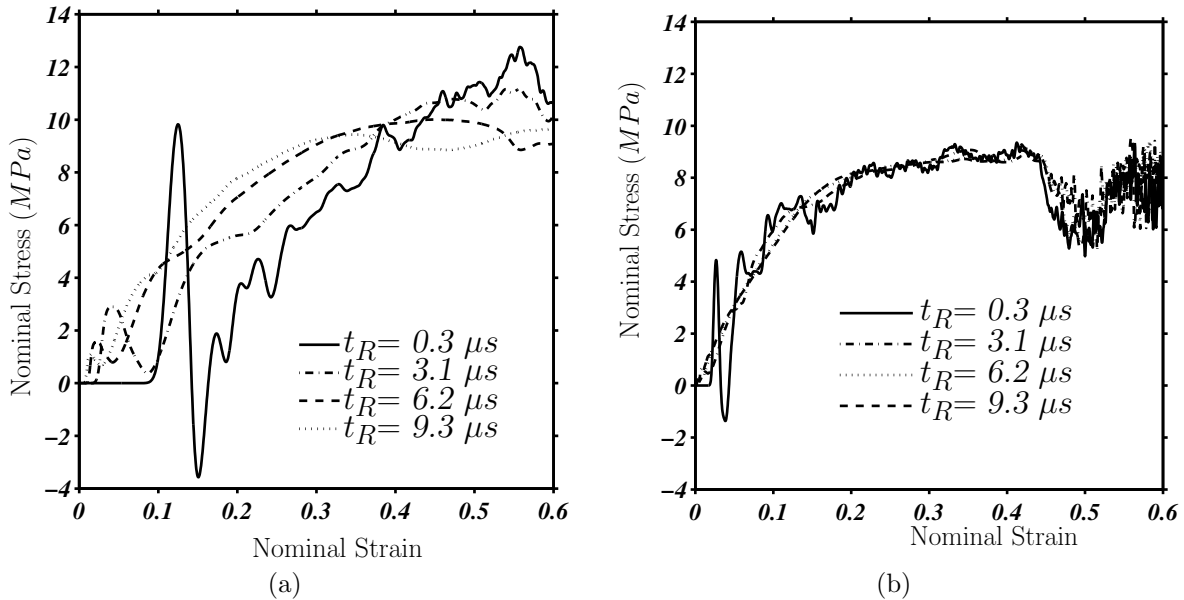 14
12
10
8
6
4
2
0
−2
−4
Nominal Stress (MPa)
t_R= 0.3 μs
t_R= 3.1 μs
t_R= 6.2 μs
t_R= 9.3 μs
0 0.1 0.2 0.3 0.4 0.5 0.6
Nominal Strain
(a)
14
12
10
8
6
4
2
0
−2
−4
Nominal Stress (MPa)
t_R= 0.3 μs
t_R= 3.1 μs
t_R= 6.2 μs
t_R= 9.3 μs
0 0.1 0.2 0.3 0.4 0.5 0.6
Nominal Strain
(b)